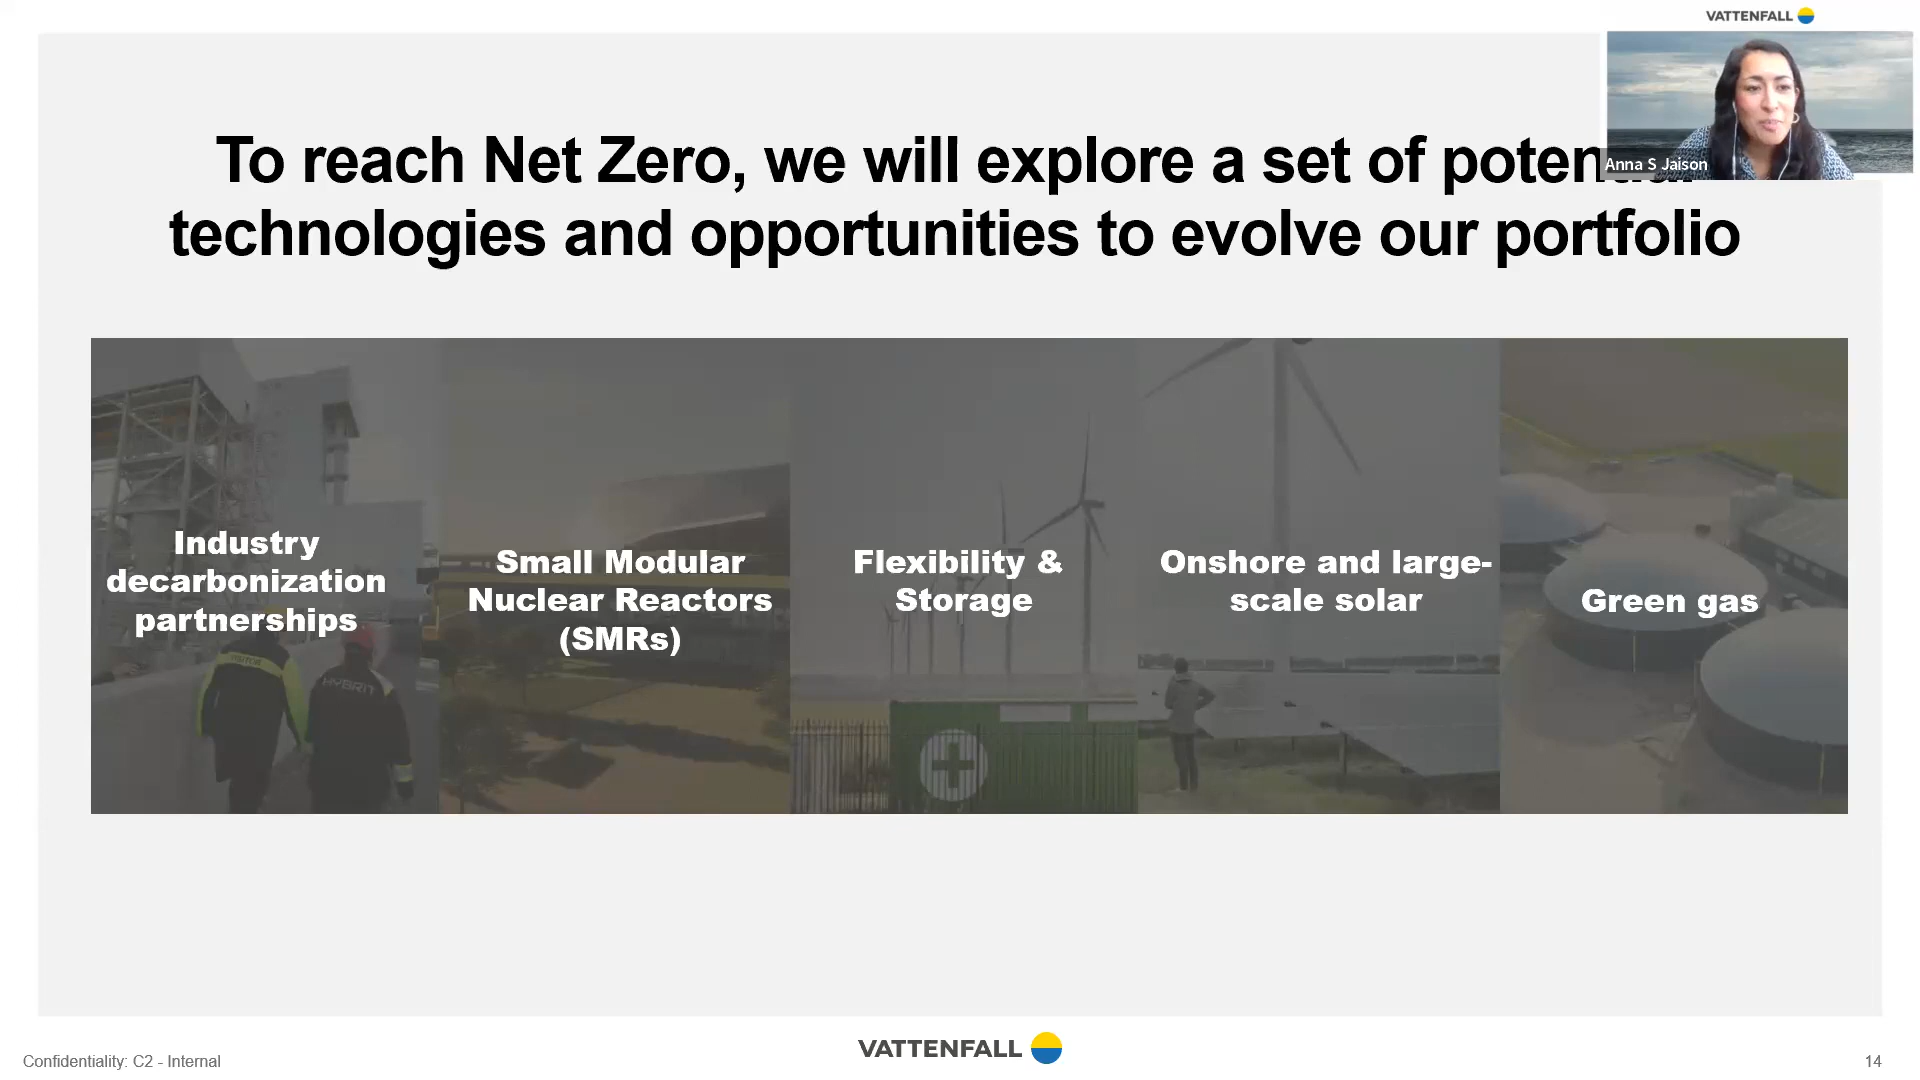 VATTENFALL
Anna S Jaison
To reach Net Zero, we will explore a set of
technologies and opportunities to evolve our portfolio
Industry
decarbonization
partnerships
Small Modular
Nuclear Reactors
(SMRs)
Flexibility &
Storage
Onshore and large-
scale solar
Green gas
VISITOR
HYBRIT
Confidentiality: C2 - Internal
VATTENFALL
14